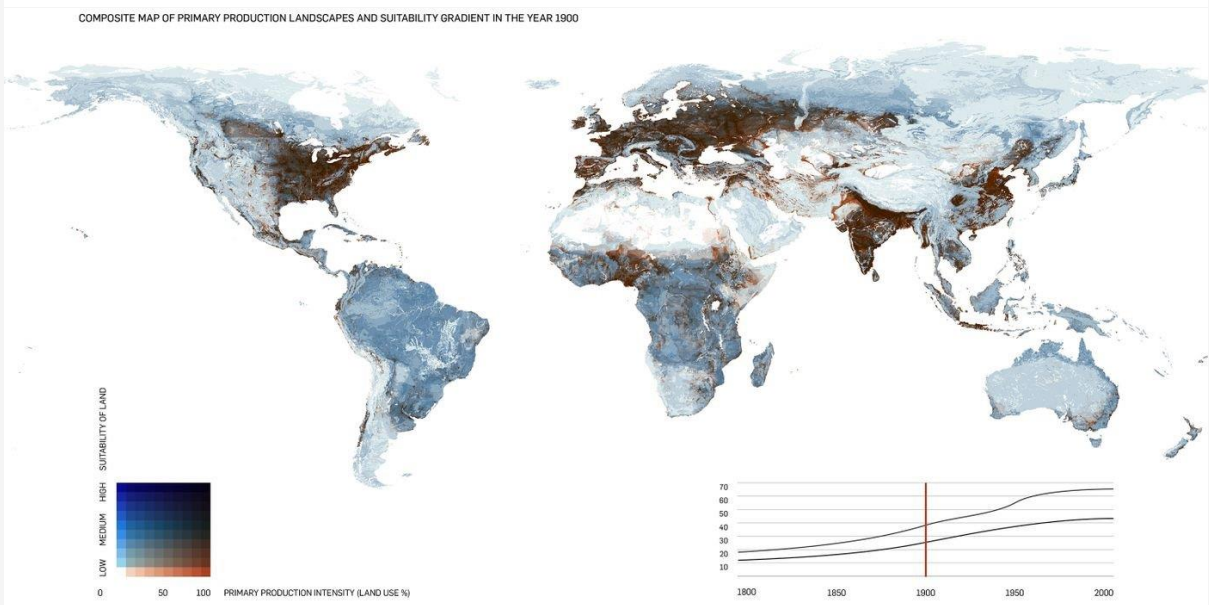 COMPOSITE MAP OF PRIMARY PRODUCTION LANDSCAPES AND SUITABILITY GRADIENT IN THE YEAR 1900
SUITABILITY OF LAND
HIGH
MEDIUM
LOW
0 50 100 PRIMARY PRODUCTION INTENSITY (LAND USE %)
70
60
50
40
30
20
10
1800 1850 1900 1950 2000